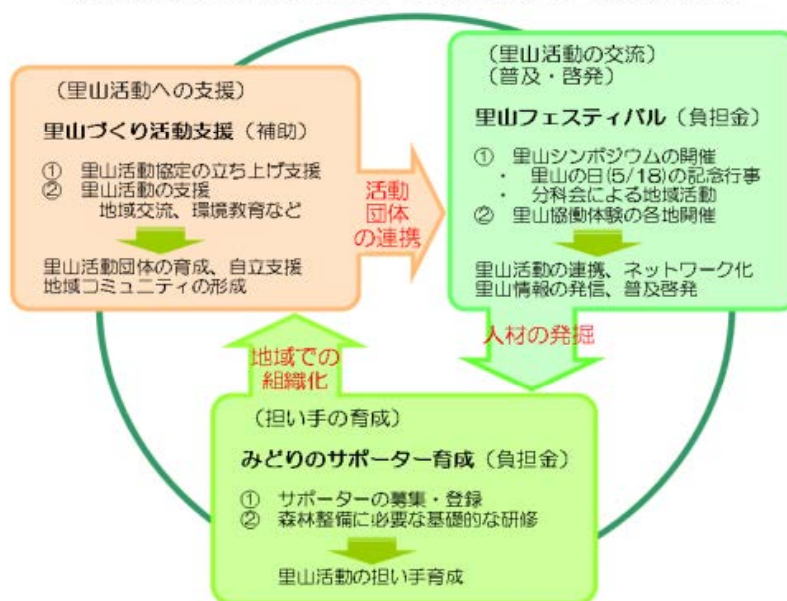 （里山活動への支援）
里山づくり活動支援（補助）
① 里山活動協定の立ち上げ支援
② 里山活動の支援
地域交流、環境教育など
里山活動団体の育成、自立支援
地域コミュニティの形成
活動
団体
の連携
（里山活動の交流）
（普及・啓発）
里山フェスティバル（負担金）
① 里山シンポジウムの開催
・ 里山の日(5/18)の記念行事
・ 分科会による地域活動
② 里山協働体験の各地開催
里山活動の連携、ネットワーク化
里山情報の発信、普及啓発
人材の発掘
地域での
組織化
（担い手の育成）
みどりのサポーター育成（負担金）
① サポーターの募集・登録
② 森林整備に必要な基礎的な研修
里山活動の担い手育成